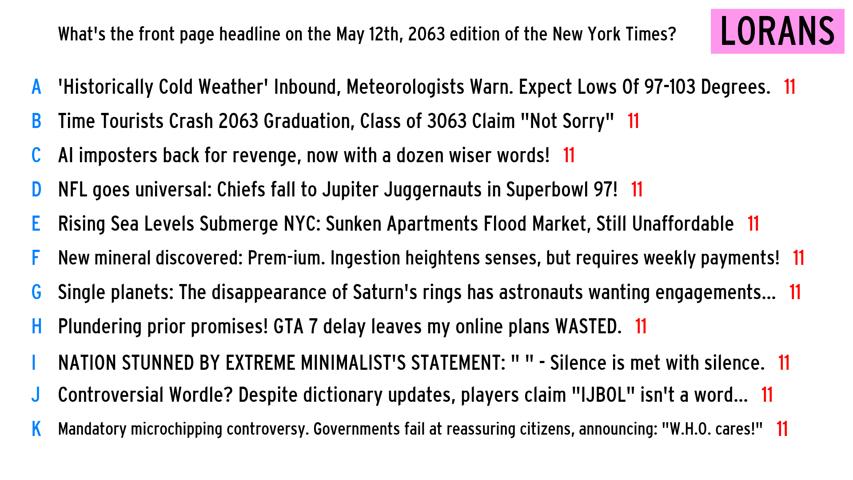 What's the front page headline on the May 12th, 2063 edition of the New York Times?
LORANS
A 'Historically Cold Weather' Inbound, Meteorologists Warn. Expect Lows Of 97-103 Degrees. 11
B Time Tourists Crash 2063 Graduation, Class of 3063 Claim "Not Sorry" 11
C AI imposters back for revenge, now with a dozen wiser words! 11
D NFL goes universal: Chiefs fall to Jupiter Juggernauts in Superbowl 97! 11
E Rising Sea Levels Submerge NYC: Sunken Apartments Flood Market, Still Unaffordable 11
F New mineral discovered: Prem-ium. Ingestion heightens senses, but requires weekly payments! 11
G Single planets: The disappearance of Saturn's rings has astronauts wanting engagements... 11
H Plundering prior promises! GTA 7 delay leaves my online plans WASTED. 11
I NATION STUNNED BY EXTREME MINIMALIST'S STATEMENT: " " - Silence is met with silence. 11
J Controversial Wordle? Despite dictionary updates, players claim "IJBOL" isn't a word... 11
K Mandatory microchipping controversy. Governments fail at reassuring citizens, announcing: "W.H.O. cares!" 11